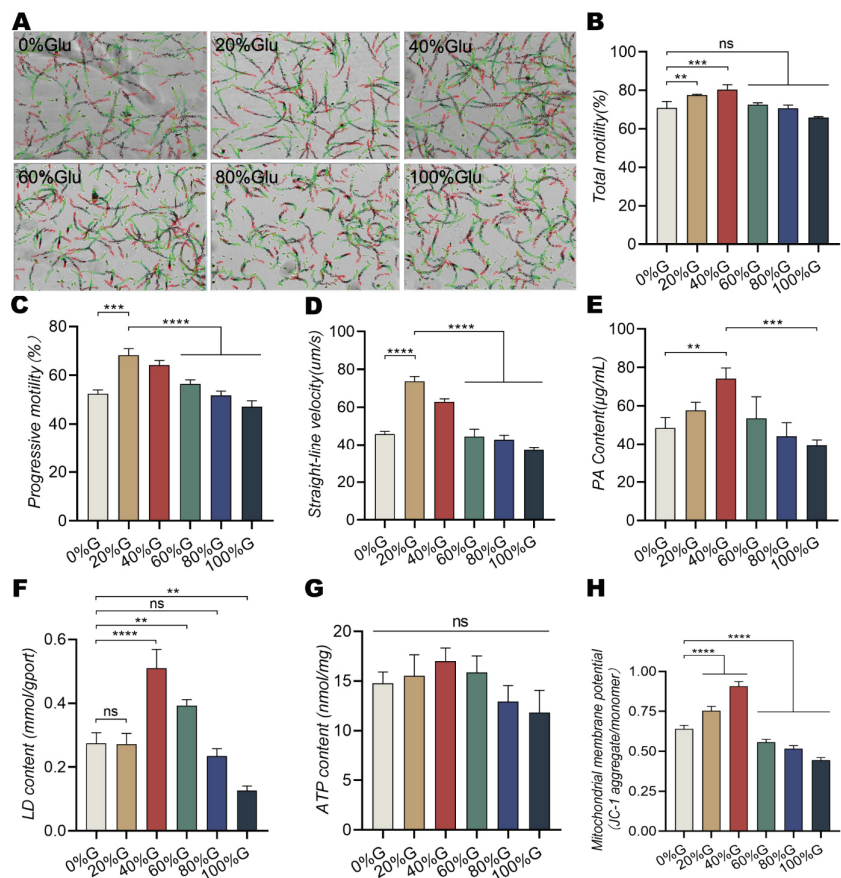 A
0%Glu
20%Glu
40%Glu
60%Glu
80%Glu
100%Glu
B
Total motility(%)
100
80
60
40
20
0
ns
***
**
0%G
20%G
40%G
60%G
80%G
100%G
C
Progressive motility (%)
80
60
40
20
0
***
****
0%G
20%G
40%G
60%G
80%G
100%G
D
Straight-line velocity(um/s)
100
80
60
40
20
0
****
****
0%G
20%G
40%G
60%G
80%G
100%G
E
PA Content(μg/mL)
100
80
60
40
20
0
**
***
0%G
20%G
40%G
60%G
80%G
100%G
F
LD content (mmol/gport)
0.6
0.4
0.2
0.0
**
ns
**
****
ns
0%G
20%G
40%G
60%G
80%G
100%G
G
ATP content (nmol/mg)
20
15
10
5
0
ns
0%G
20%G
40%G
60%G
80%G
100%G
H
Mitochondrial membrane potential
(JC-1 aggregate/monomer)
1.00
0.75
0.50
0.25
0.00
****
****
0%G
20%G
40%G
60%G
80%G
100%G